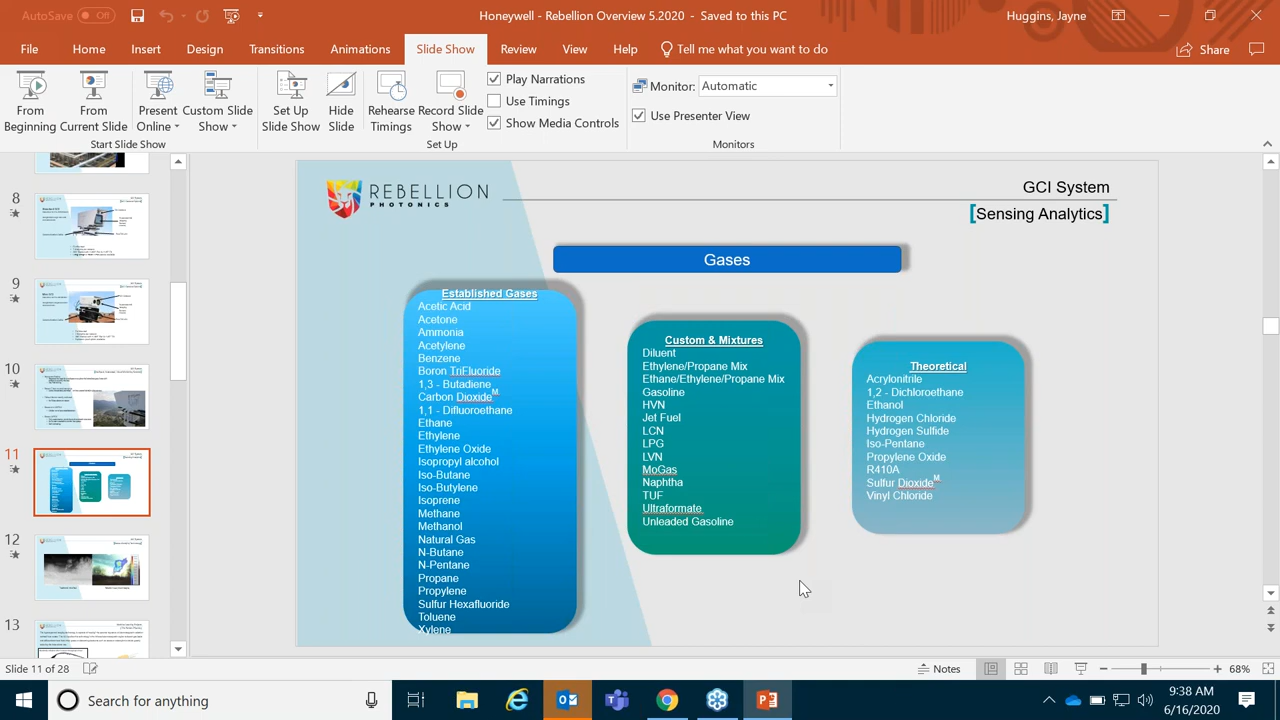 AutoSave Off
Honeywell - Rebellion Overview 5.2020 - Saved to this PC
Huggins, Jayne
File Home Insert Design Transitions Animations Slide Show Review View Help Tell me what you want to do
Share
From Beginning
From Current Slide
Present Online
Custom Slide Show
Set Up Slide Show
Hide Slide
Rehearse Timings
Record Slide Show
Play Narrations
Use Timings
Show Media Controls
Monitor: Automatic
Use Presenter View
Start Slide Show
Set Up
Monitors
8
9
10
11
12
13
REBELLION
PHOTONICS
GCI System
[Sensing Analytics]
Gases
Established Gases
Acetic Acid
Acetone
Ammonia
Acetylene
Benzene
Boron TriFluoride
1,3 - Butadiene
Carbon Dioxide M
1,1 - Difluoroethane
Ethane
Ethylene
Ethylene Oxide
Isopropyl alcohol
Iso-Butane
Iso-Butylene
Isoprene
Methane
Methanol
Natural Gas
N-Butane
N-Pentane
Propane
Propylene
Sulfur Hexafluoride
Toluene
Xylene
Custom & Mixtures
Diluent
Ethylene/Propane Mix
Ethane/Ethylene/Propane Mix
Gasoline
HVN
Jet Fuel
LCN
LPG
LVN
MoGas
Naphtha
TUF
Ultraformate
Unleaded Gasoline
Theoretical
Acrylonitrile
1,2 - Dichloroethane
Ethanol
Hydrogen Chloride
Hydrogen Sulfide
Iso-Pentane
Propylene Oxide
R410A
Sulfur Dioxide M
Vinyl Chloride
Slide 11 of 28
Notes
68%
Search for anything
9:38 AM
6/16/2020